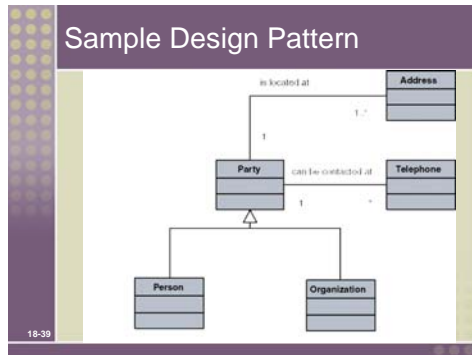 Sample Design Pattern
is located at
Address
1..*
1
Party
can be contacted at
Telephone
1
*
Person
Organization
18-39